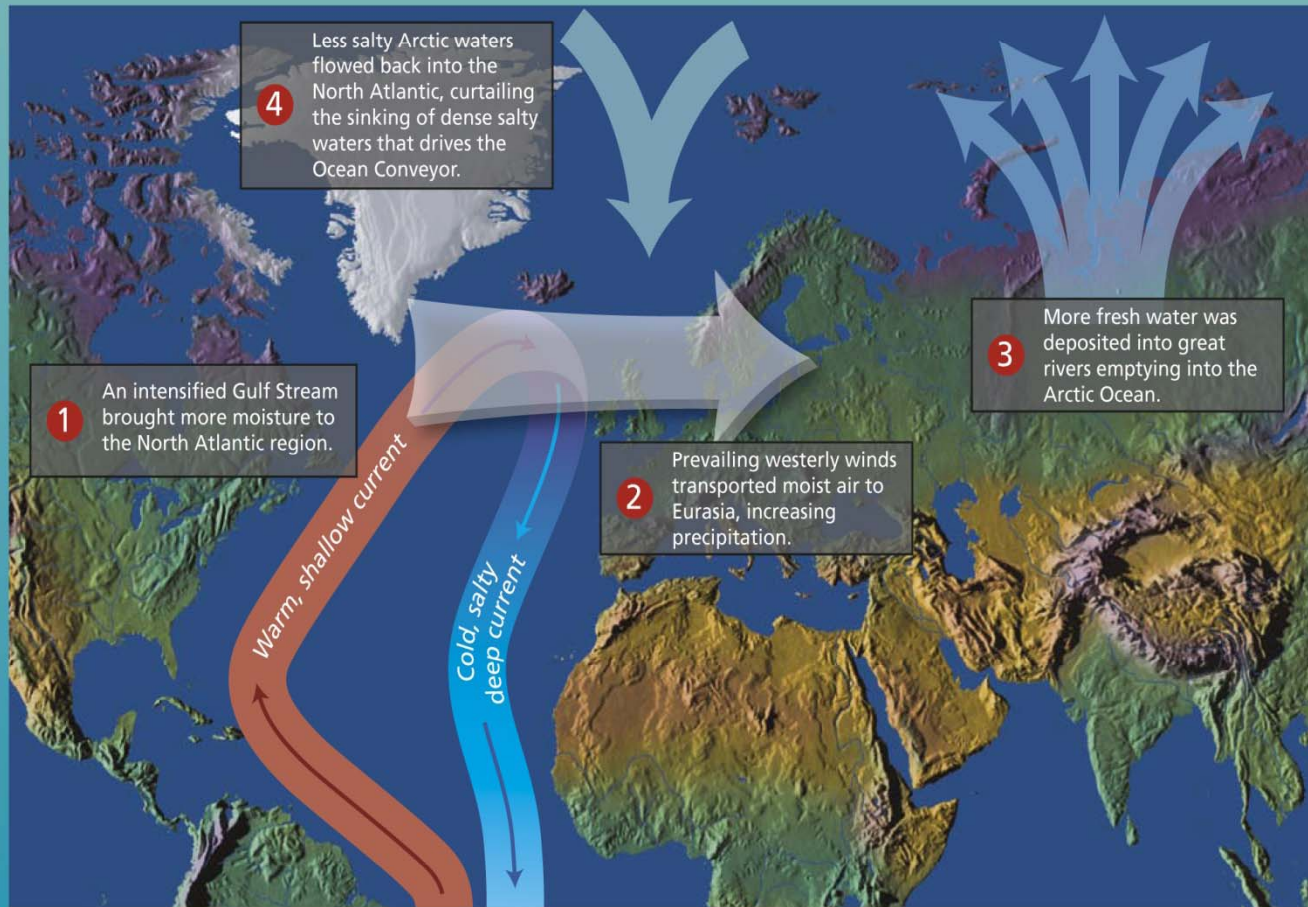 4
Less salty Arctic waters
flowed back into the
North Atlantic, curtailing
the sinking of dense salty
waters that drives the
Ocean Conveyor.
1
An intensified Gulf Stream
brought more moisture to
the North Atlantic region.
3
More fresh water was
deposited into great
rivers emptying into the
Arctic Ocean.
2
Prevailing westerly winds
transported moist air to
Eurasia, increasing
precipitation.
Warm, shallow current
Cold, salty
deep current